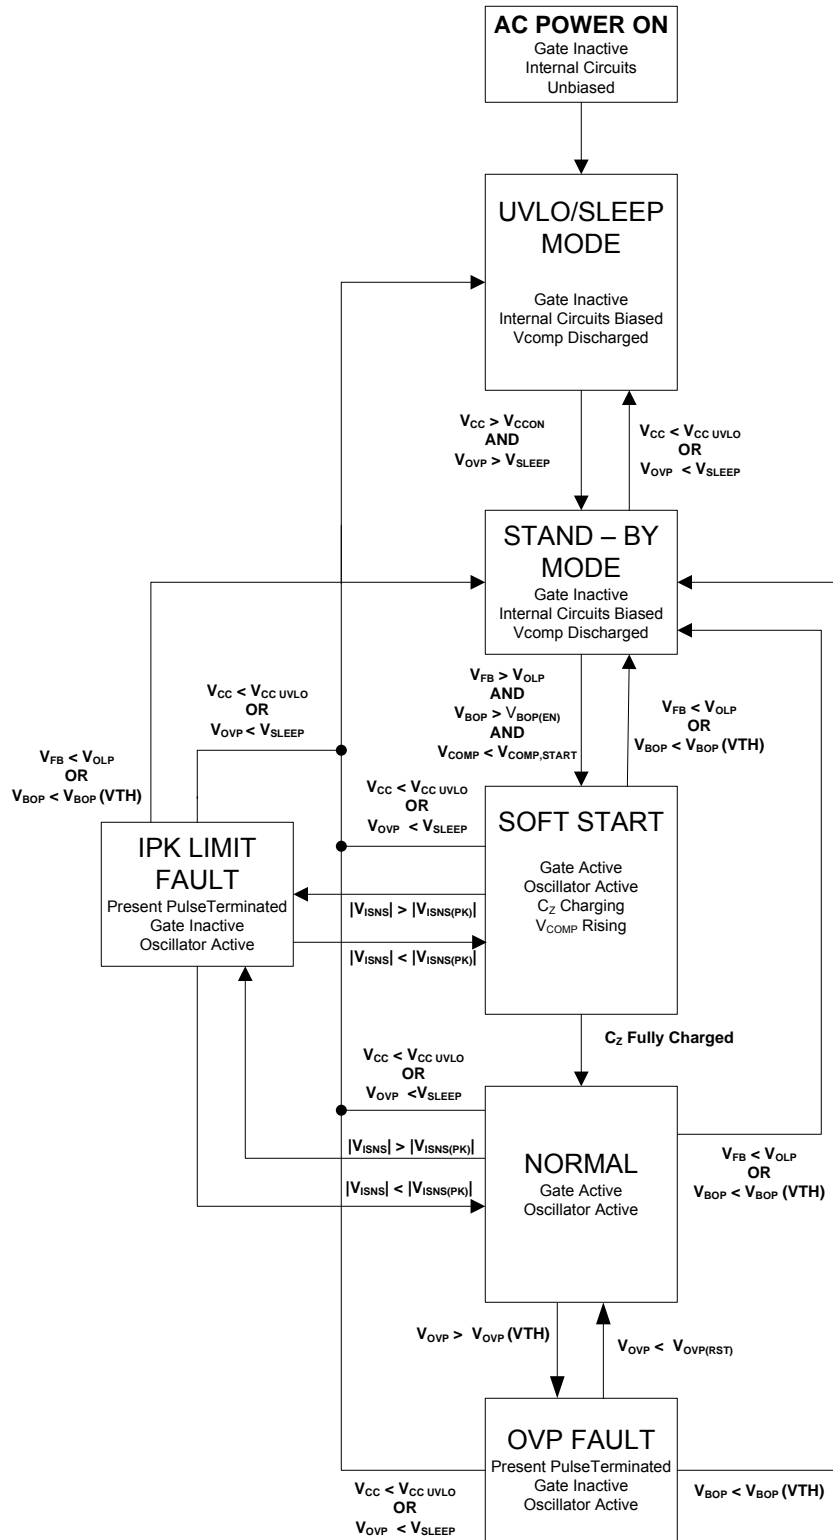 AC POWER ON
Gate Inactive
Internal Circuits
Unbiased
UVLO/SLEEP
MODE
Gate Inactive
Internal Circuits Biased
Vcomp Discharged
VCC > VCCON
AND
VOVP > VSLEEP
VCC < VCC UVLO
OR
VOVP < VSLEEP
STAND – BY
MODE
Gate Inactive
Internal Circuits Biased
Vcomp Discharged
VFB > VOLP
AND
VBOP > VBOP(EN)
AND
VCOMP < VCOMP,START
VFB < VOLP
OR
VBOP < VBOP (VTH)
VCC < VCC UVLO
OR
VOVP < VSLEEP
VFB < VOLP
OR
VBOP < VBOP (VTH)
VCC < VCC UVLO
OR
VOVP < VSLEEP
SOFT START
Gate Active
Oscillator Active
CZ Charging
VCOMP Rising
IPK LIMIT
FAULT
Present PulseTerminated
Gate Inactive
Oscillator Active
|VISNS| > |VISNS(PK)|
|VISNS| < |VISNS(PK)|
CZ Fully Charged
VCC < VCC UVLO
OR
VOVP <VSLEEP
|VISNS| > |VISNS(PK)|
|VISNS| < |VISNS(PK)|
NORMAL
Gate Active
Oscillator Active
VFB < VOLP
OR
VBOP < VBOP (VTH)
VOVP > VOVP (VTH)
VOVP < VOVP(RST)
OVP FAULT
Present PulseTerminated
Gate Inactive
Oscillator Active
VCC < VCC UVLO
OR
VOVP < VSLEEP
VBOP < VBOP (VTH)